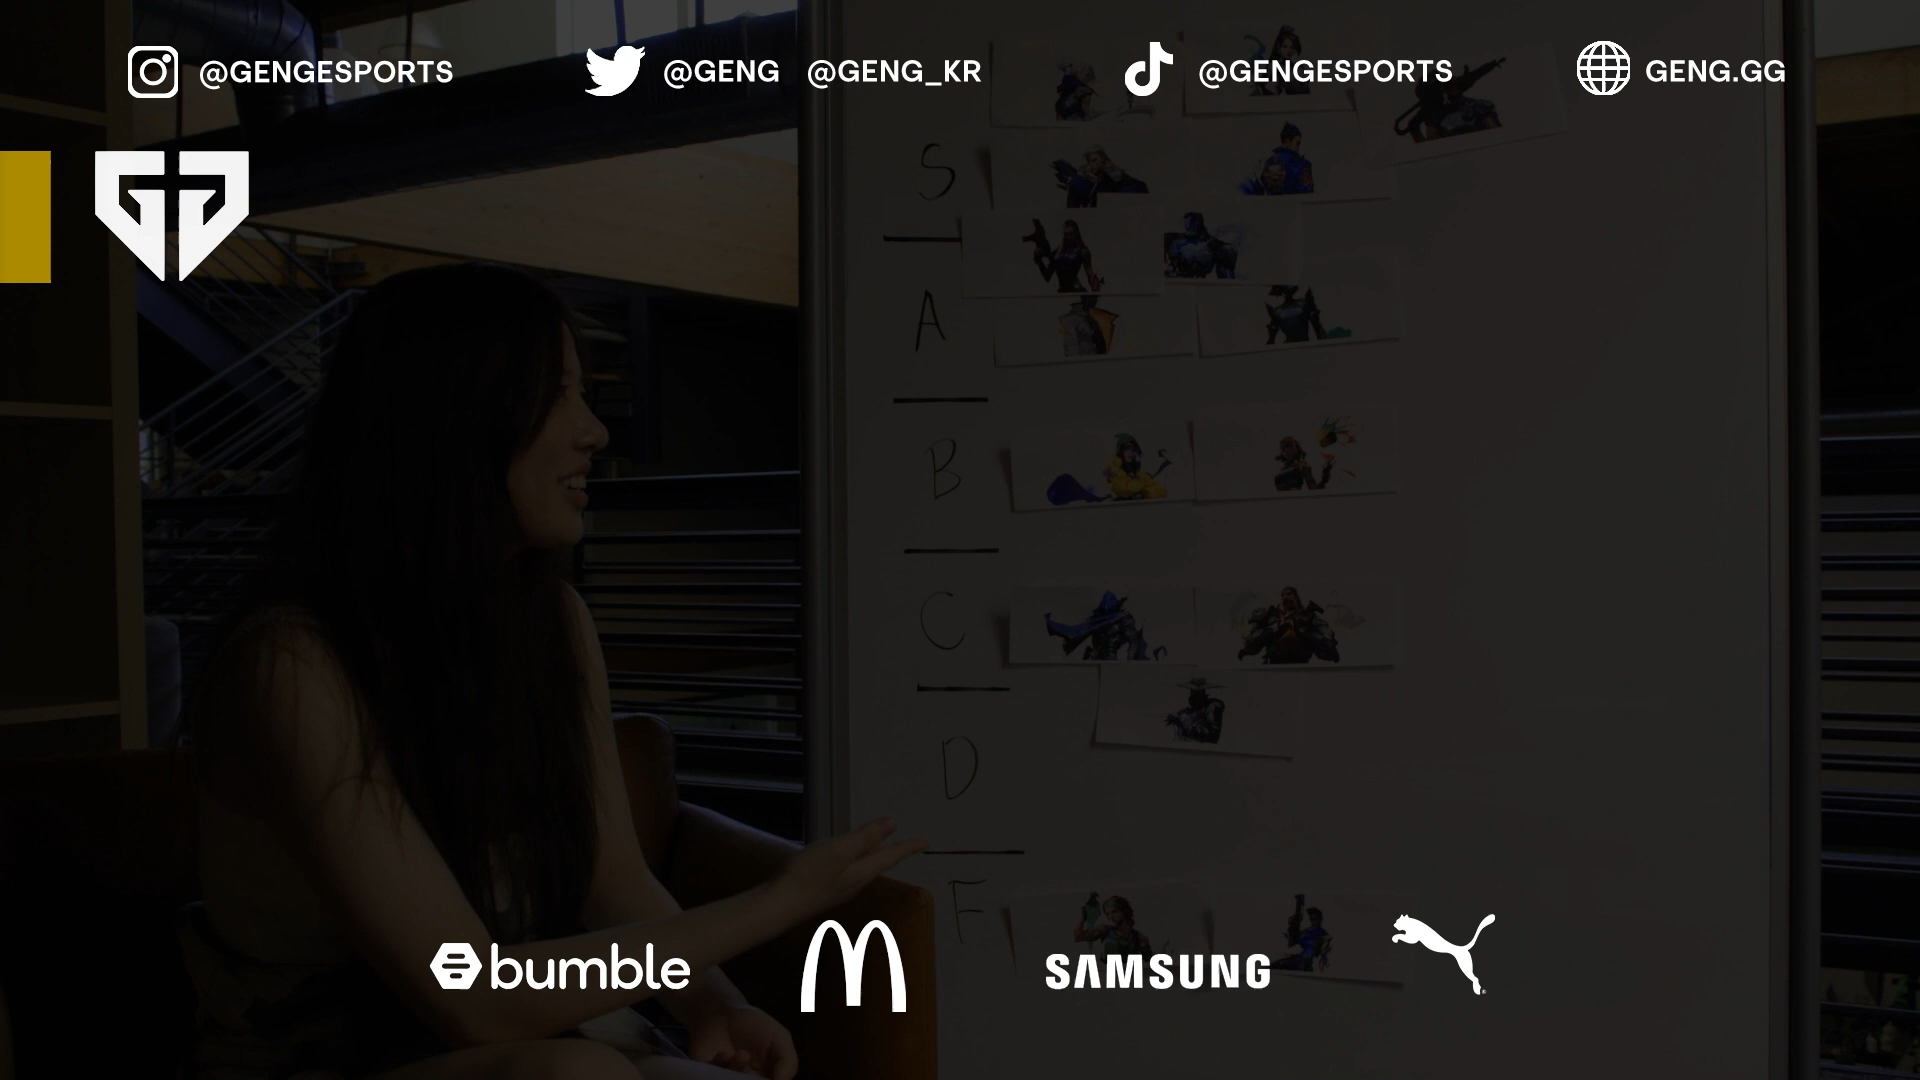 @GENGESPORTS
@GENG @GENG_KR
@GENGESPORTS
GENG.GG
S
A
B
C
D
F
bumble
SAMSUNG